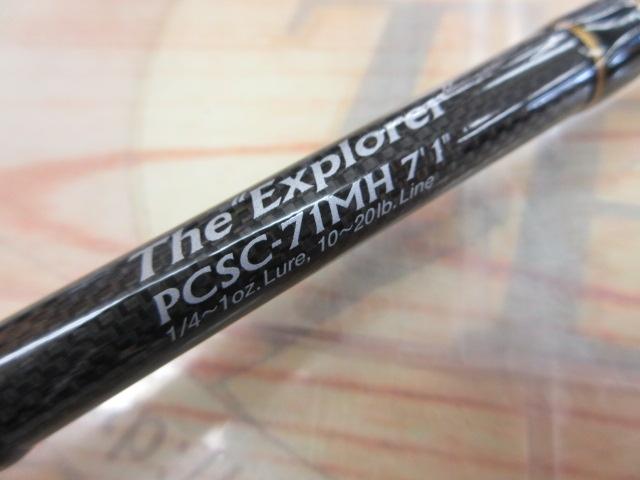 The "Explorer"
PCSC-71MH 7'1"
1/4~1oz. Lure, 10~20lb. Line